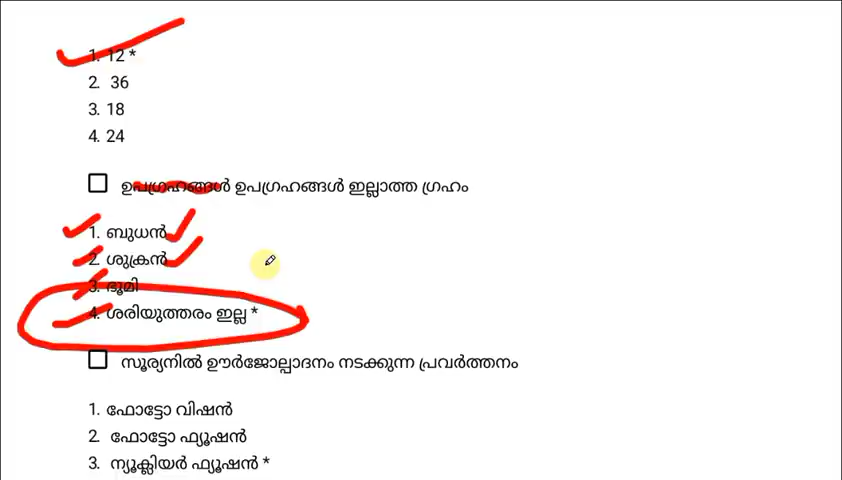 1. 12 *
2. 36
3. 18
4. 24
ഉപഗ്രഹങ്ങൾ ഉപഗ്രഹങ്ങൾ ഇല്ലാത്ത ഗ്രഹം
1. ബുധൻ
2. ശുക്രൻ
3. ഭൂമി
4. ശരിയുത്തരം ഇല്ല *
സൂര്യനിൽ ഊർജോല്പാദനം നടക്കുന്ന പ്രവർത്തനം
1. ഫോട്ടോ വിഷൻ
2. ഫോട്ടോ ഫ്യൂഷൻ
3. ന്യൂക്ലിയർ ഫ്യൂഷൻ *